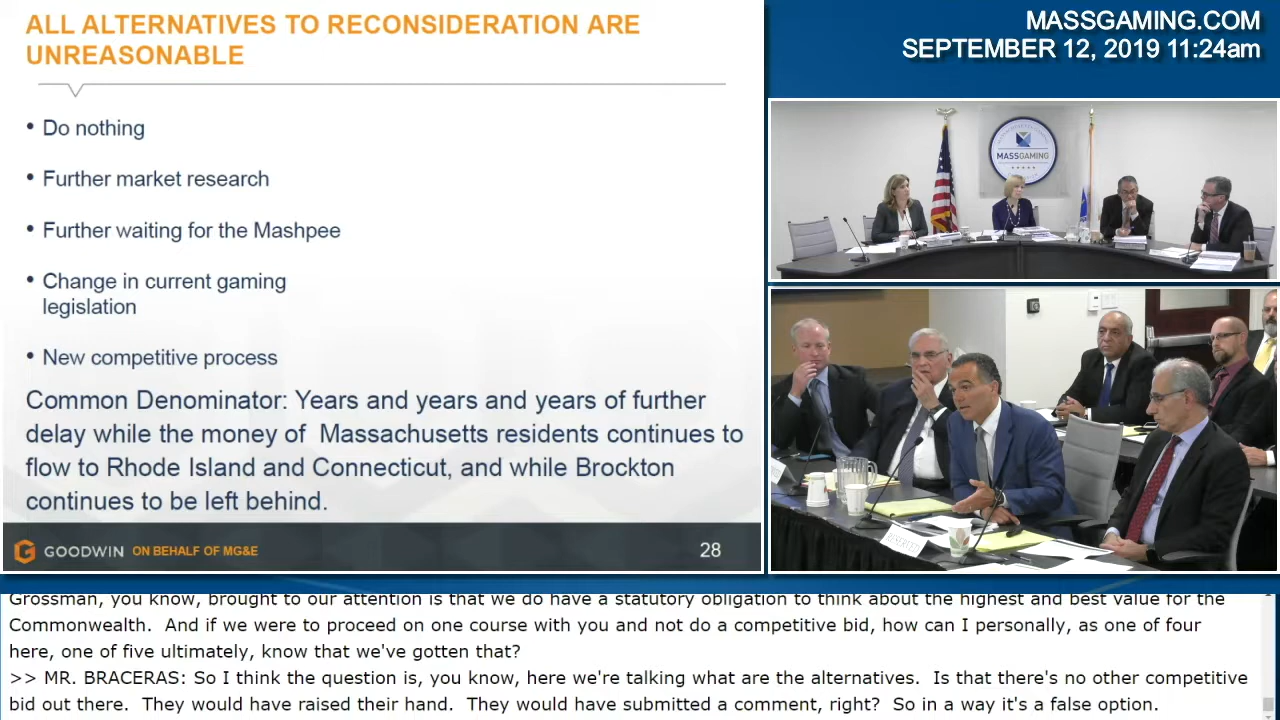 ALL ALTERNATIVES TO RECONSIDERATION ARE
UNREASONABLE
• Do nothing
• Further market research
• Further waiting for the Mashpee
• Change in current gaming
legislation
• New competitive process
Common Denominator: Years and years and years of further
delay while the money of Massachusetts residents continues to
flow to Rhode Island and Connecticut, and while Brockton
continues to be left behind.
GOODWIN ON BEHALF OF MG&E
28
MASSGAMING.COM
SEPTEMBER 12, 2019 11:24am
MASSGAMING
RESERVED
Grossman, you know, brought to our attention is that we do have a statutory obligation to think about the highest and best value for the
Commonwealth. And if we were to proceed on one course with you and not do a competitive bid, how can I personally, as one of four
here, one of five ultimately, know that we've gotten that?
>> MR. BRACERAS: So I think the question is, you know, here we're talking what are the alternatives. Is that there's no other competitive
bid out there. They would have raised their hand. They would have submitted a comment, right? So in a way it's a false option.